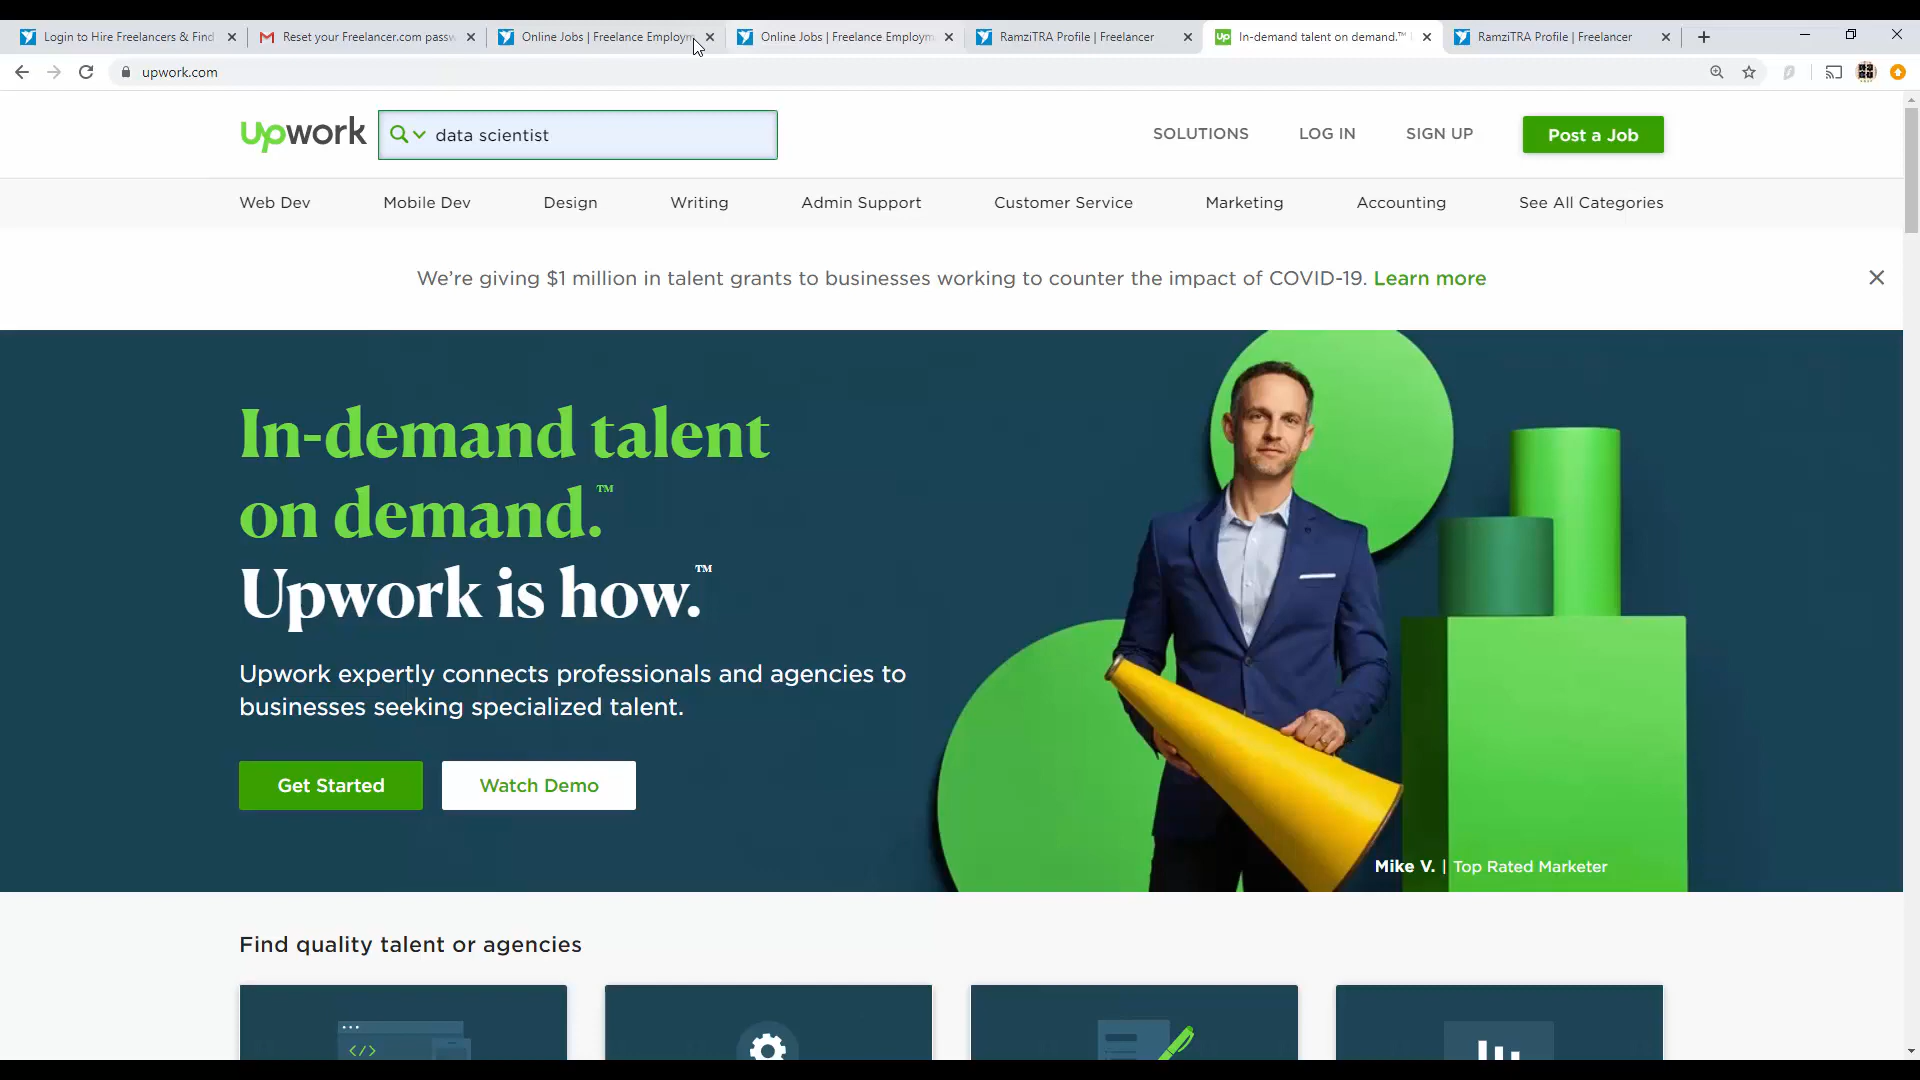 Login to Hire Freelancers & Find
Reset your Freelancer.com passw
Online Jobs | Freelance Employm
Online Jobs | Freelance Employm
RamziTRA Profile | Freelancer
In-demand talent on demand.™
RamziTRA Profile | Freelancer
upwork.com
upwork
data scientist
SOLUTIONS
LOG IN
SIGN UP
Post a Job
Web Dev
Mobile Dev
Design
Writing
Admin Support
Customer Service
Marketing
Accounting
See All Categories
We’re giving $1 million in talent grants to businesses working to counter the impact of COVID-19. Learn more
In-demand talent
on demand.™
Upwork is how.™
Upwork expertly connects professionals and agencies to
businesses seeking specialized talent.
Get Started
Watch Demo
Mike V. | Top Rated Marketer
Find quality talent or agencies